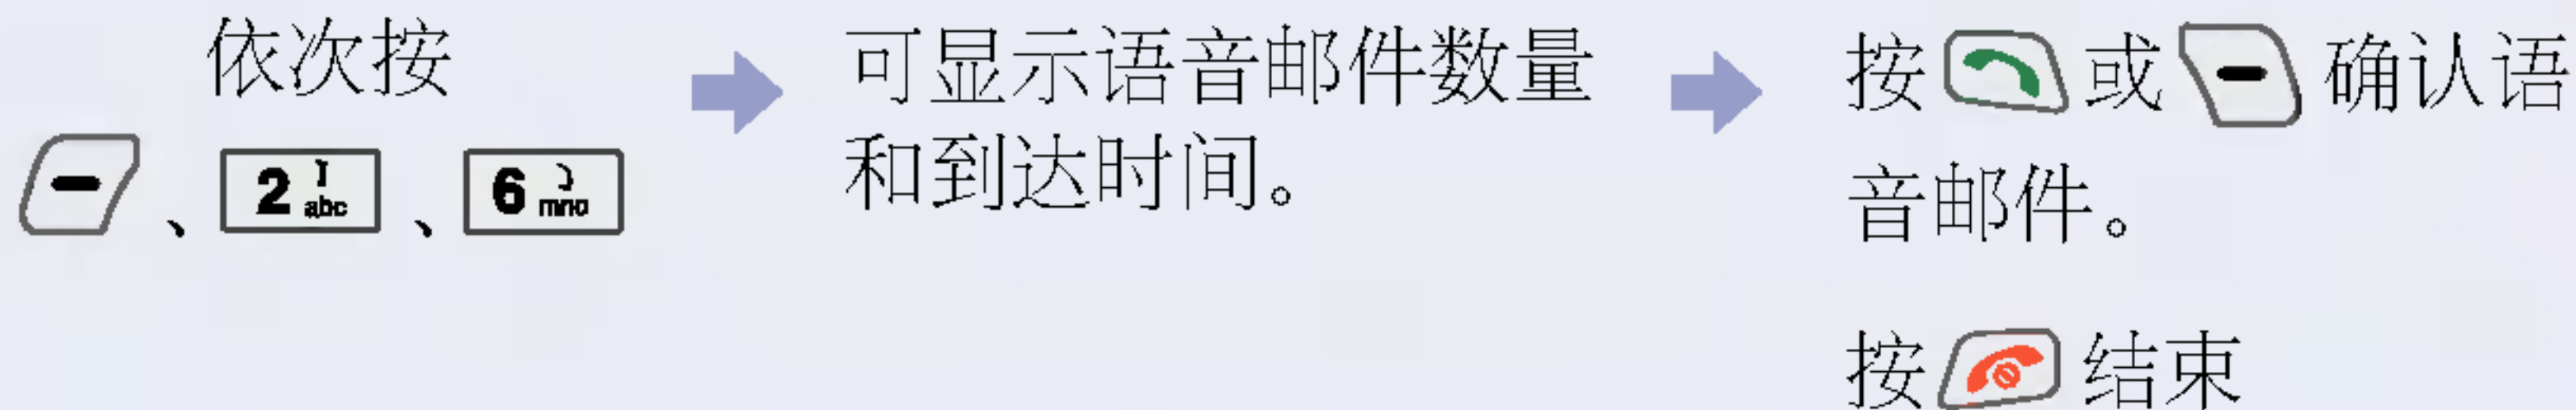 依次按
、2 abc、6 mno
可显示语音邮件数量
和到达时间。
按或确认语
音邮件。
按结束